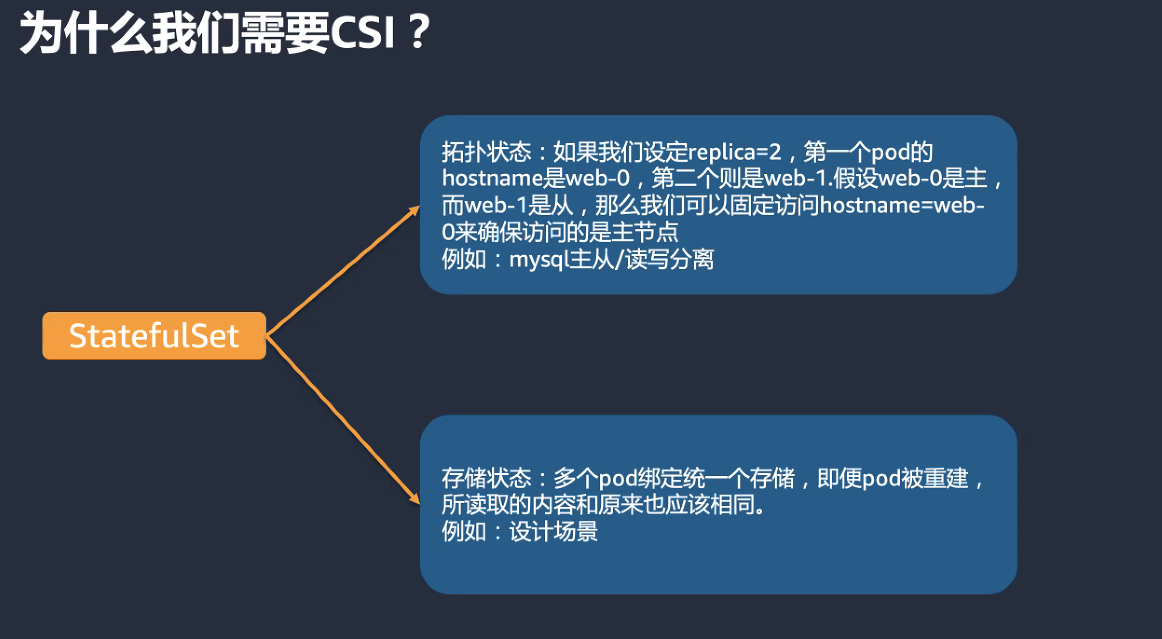 为什么我们需要CSI？
拓扑状态：如果我们设定replica=2，第一个pod的
hostname是web-0，第二个则是web-1.假设web-0是主，
而web-1是从，那么我们可以固定访问hostname=web-
0来确保访问的是主节点
例如：mysql主从/读写分离
StatefulSet
存储状态：多个pod绑定统一个存储，即便pod被重建，
所读取的内容和原来也应该相同。
例如：设计场景